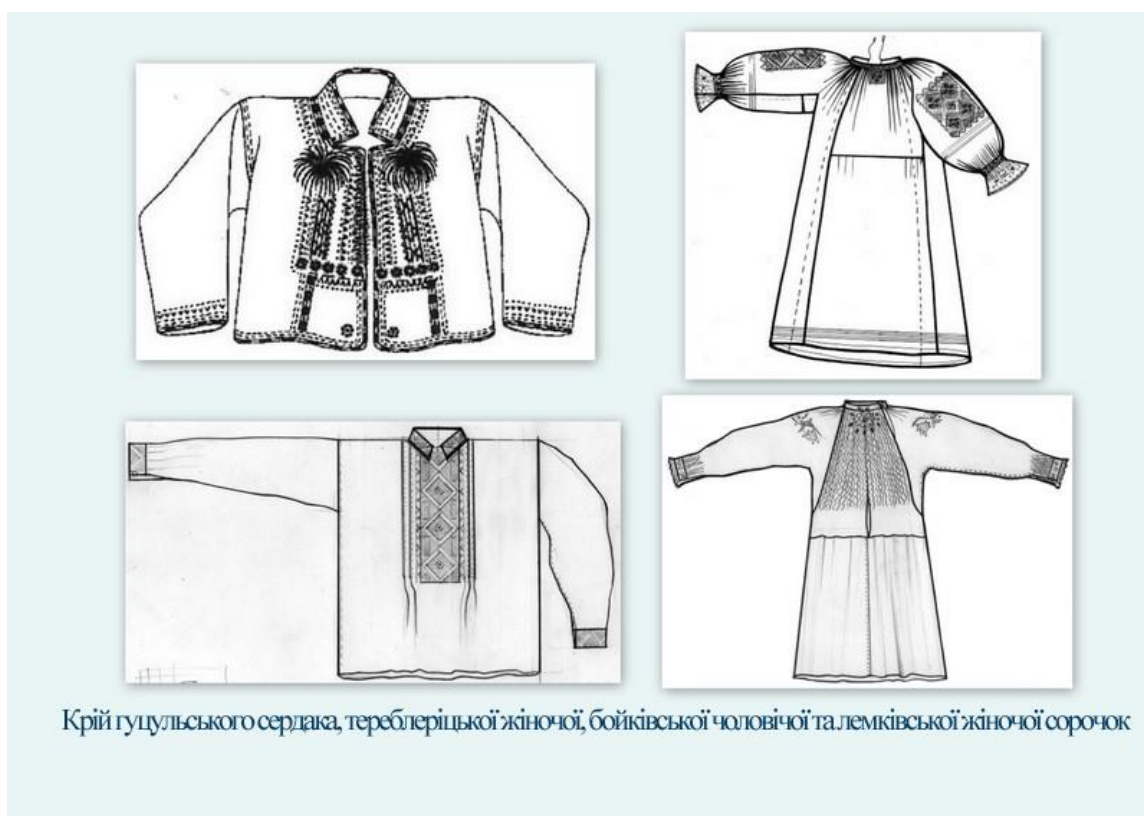 Крій гуцульського сердака, тереблеріцької жіночої, бойківської чоловічої та лемківської жіночої сорочок